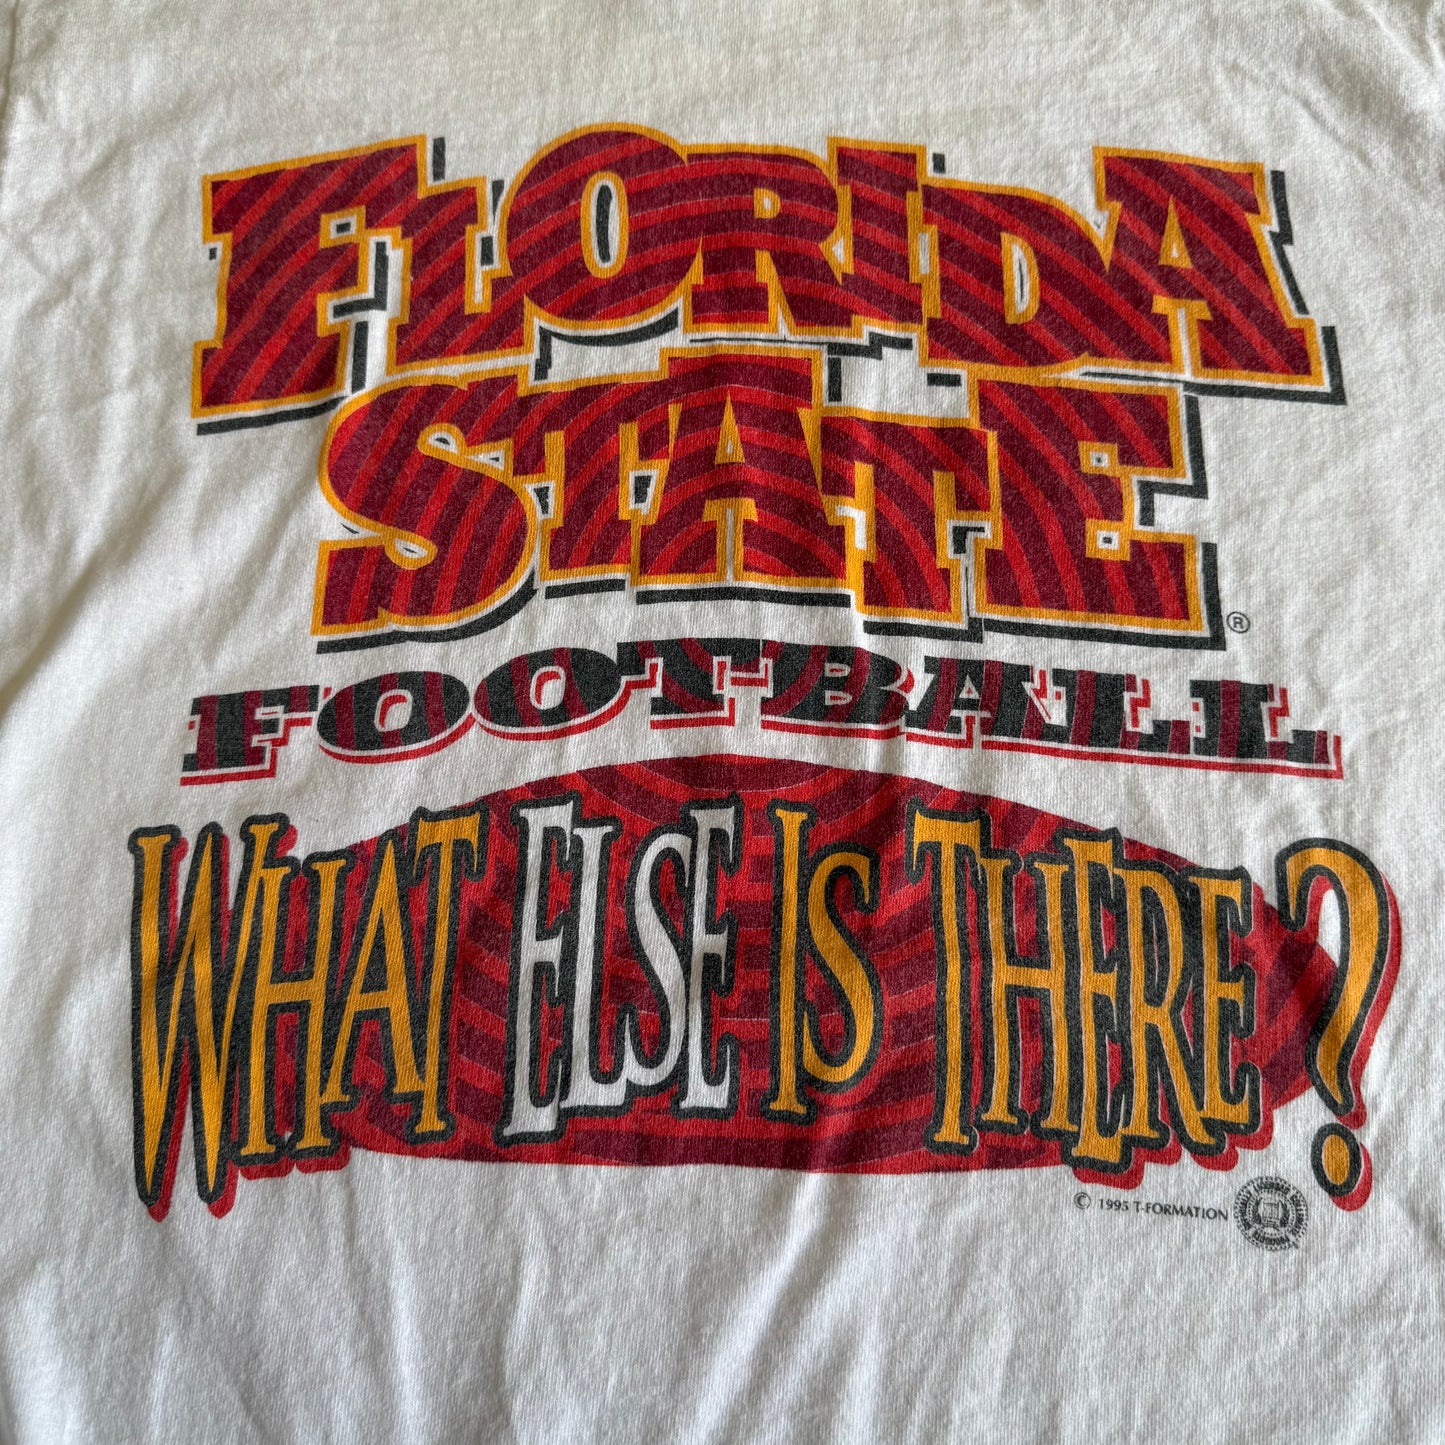 FLORIDA
STATE ®
FOOTBALL
WHAT ELSE IS THERE?
© 1995 T-FORMATION